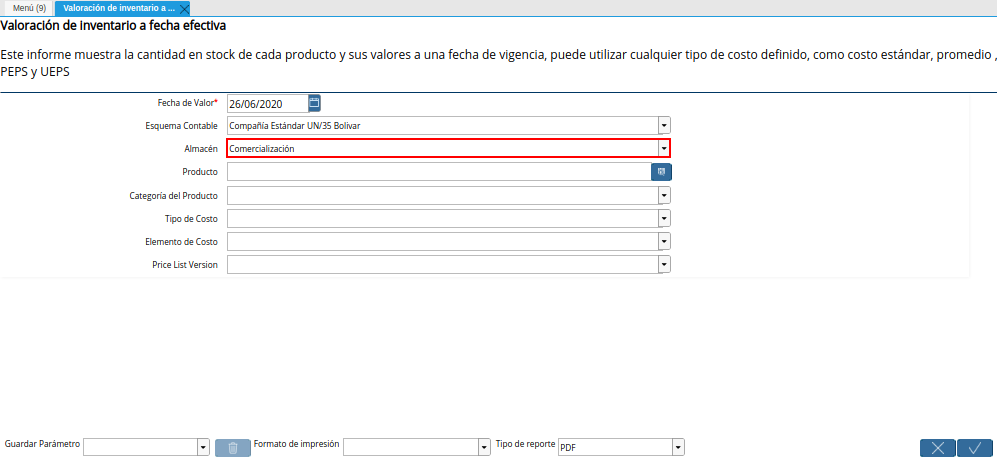 Menú (9)
Valoración de inventario a ...
Valoración de inventario a fecha efectiva
Este informe muestra la cantidad en stock de cada producto y sus valores a una fecha de vigencia, puede utilizar cualquier tipo de costo definido, como costo estándar, promedio ,
PEPS y UEPS
Fecha de Valor* 26/06/2020
Esquema Contable Compañía Estándar UN/35 Bolivar
Almacén Comercialización
Producto
Categoría del Producto
Tipo de Costo
Elemento de Costo
Price List Version
Guardar Parámetro Formato de impresión Tipo de reporte PDF